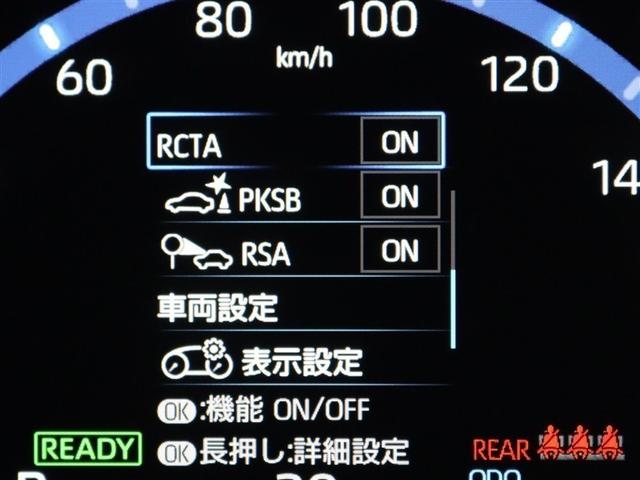 80 100
km/h
60 120
14
RCTA ON
PKSB ON
RSA ON
車両設定
表示設定
OK:機能 ON/OFF
READY OK長押し:詳細設定 REAR